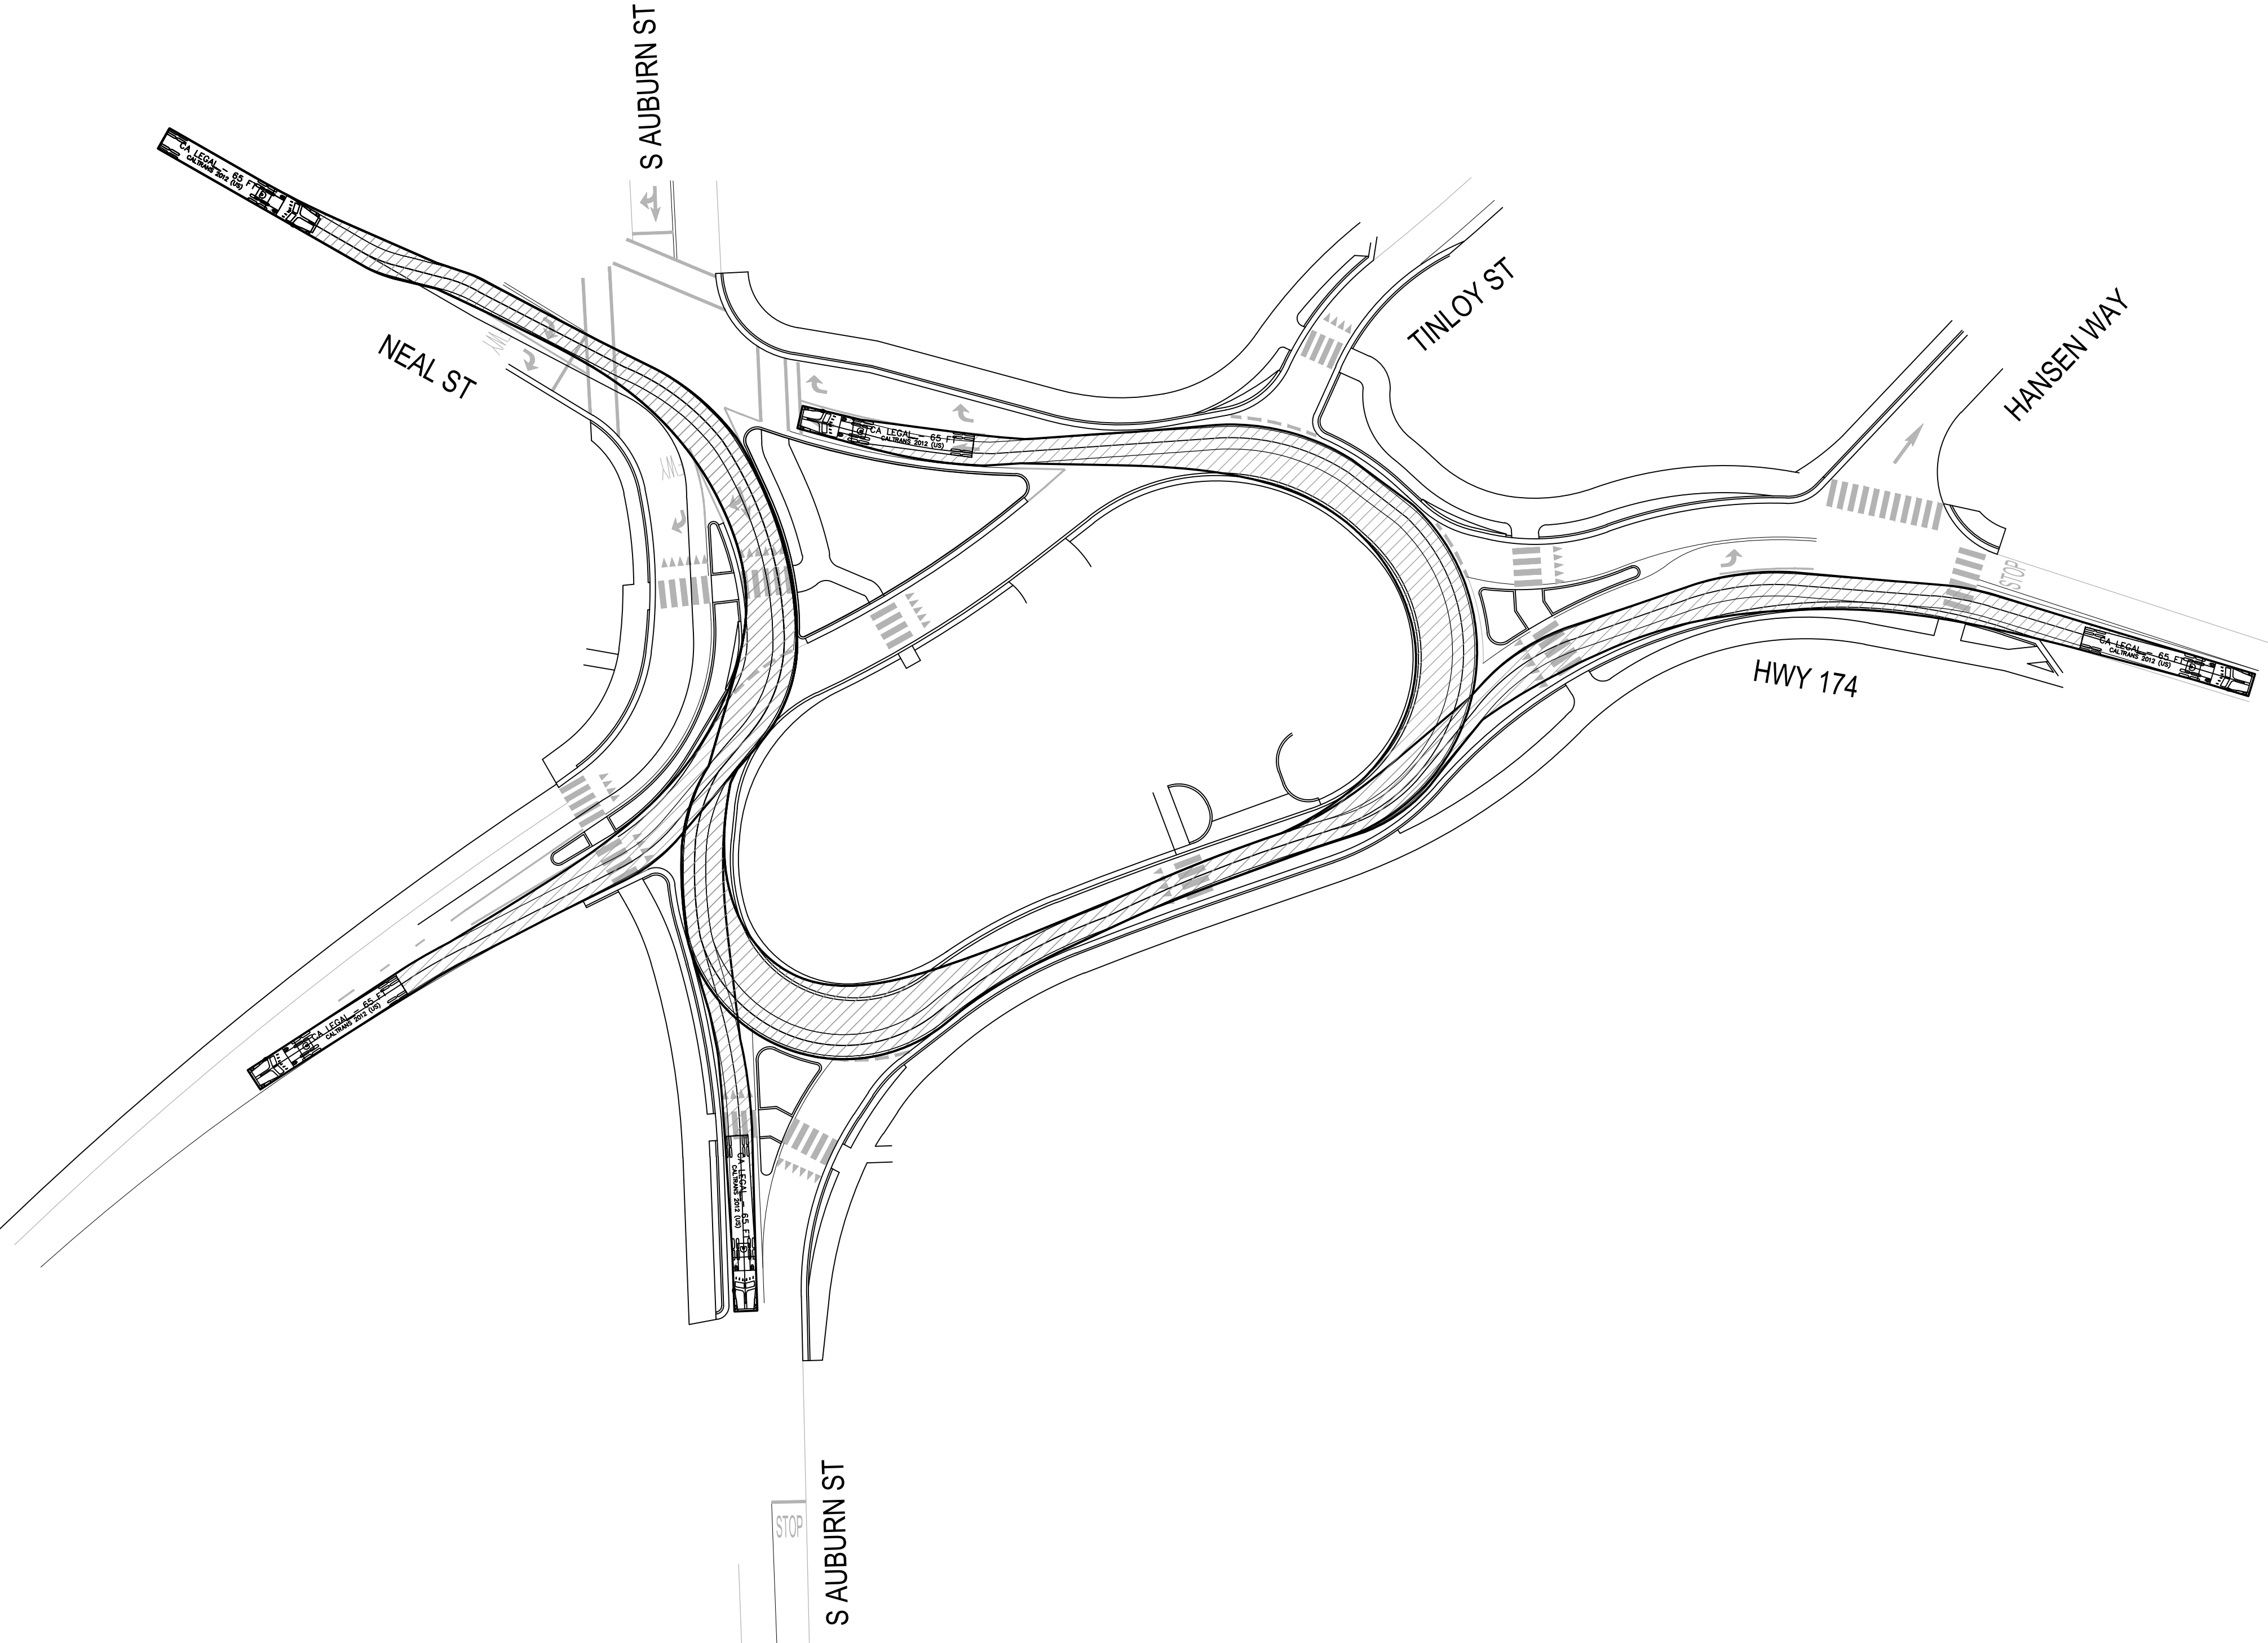 S AUBURN ST
CA LEGAL - 65 FT
CALTRANS 2012 (US)
NEAL ST
FWY
TINLOY ST
HANSEN WAY
CA LEGAL - 65 FT
CALTRANS 2012 (US)
FWY
STOP
CA LEGAL - 65 FT
CALTRANS 2012 (US)
HWY 174
CA LEGAL - 65 FT
CALTRANS 2012 (US)
CA LEGAL - 65 FT
CALTRANS 2012 (US)
S AUBURN ST
STOP